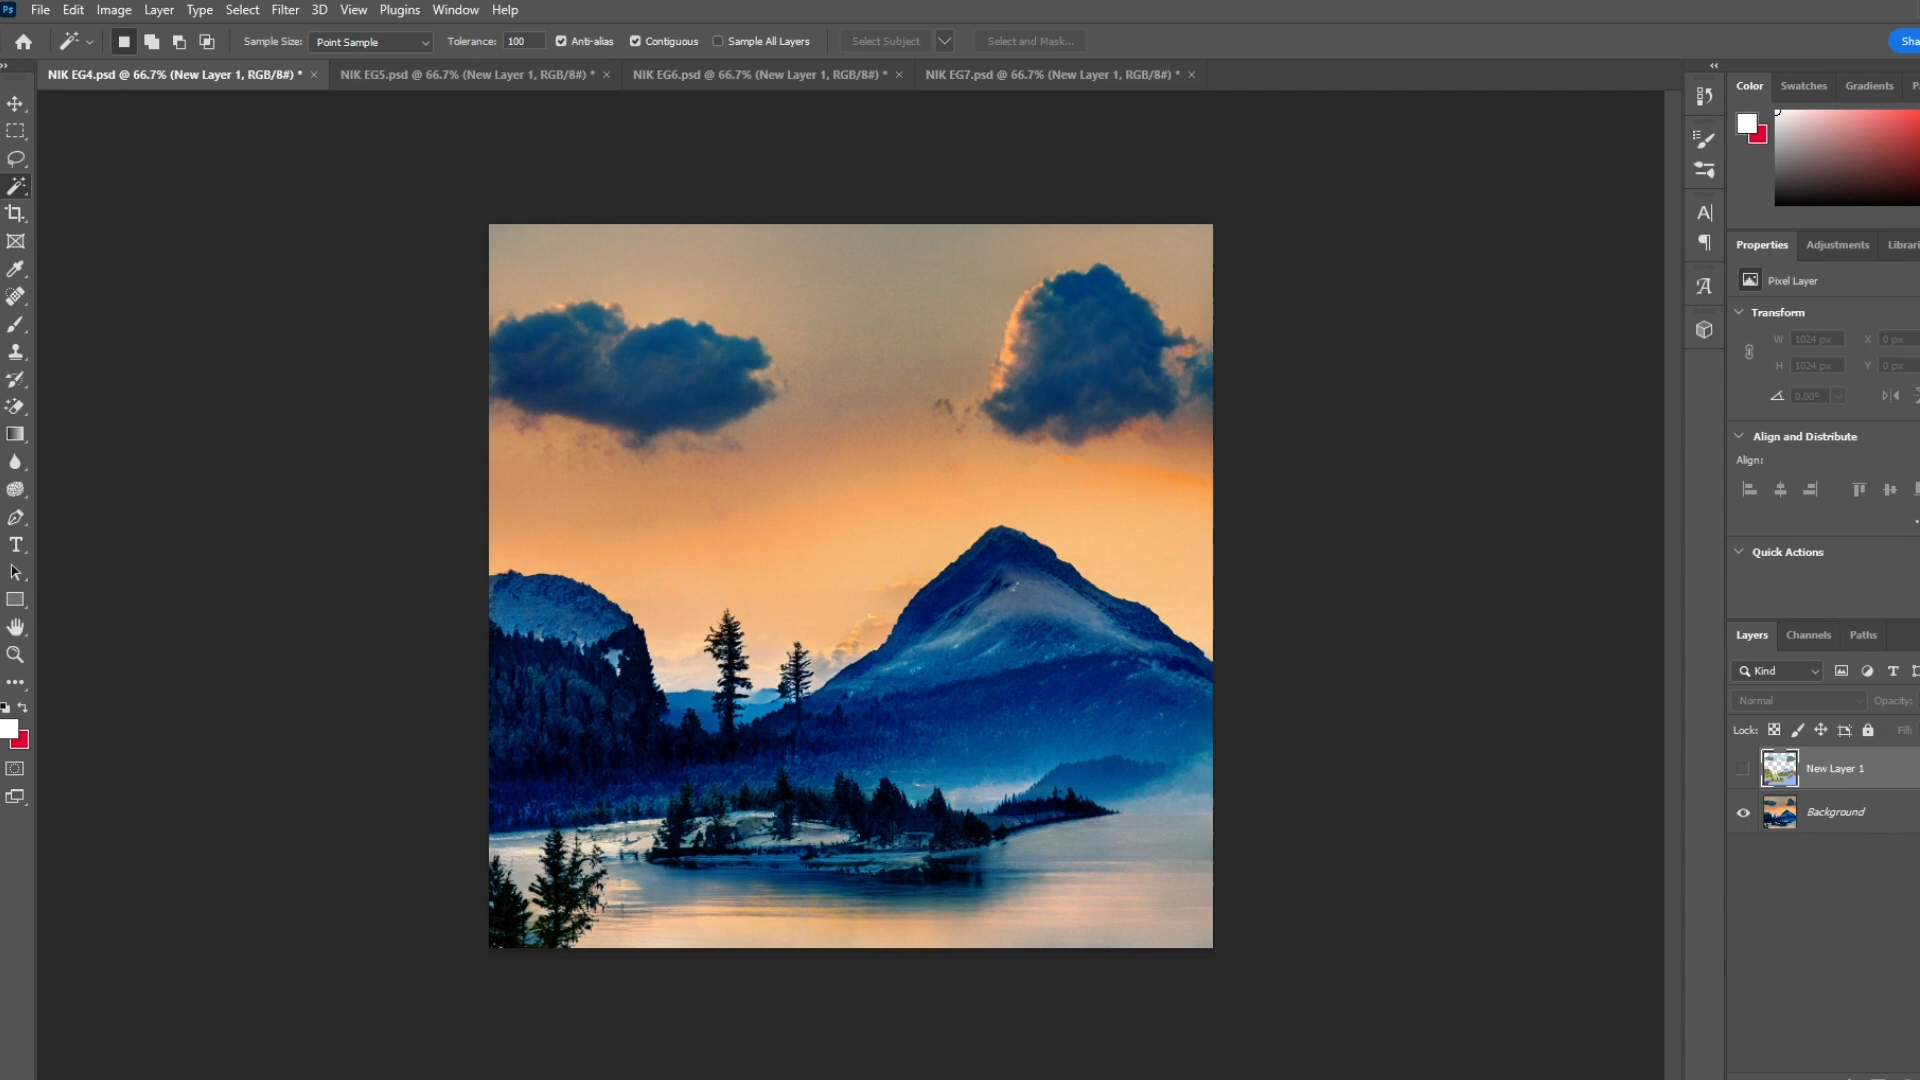 Ps File Edit Image Layer Type Select Filter 3D View Plugins Window Help
Sample Size: Point Sample Tolerance: 100 Anti-alias Contiguous Sample All Layers Select Subject Select and Mask... Sha
NIK EG4.psd @ 66.7% (New Layer 1, RGB/8#) * × NIK EG5.psd @ 66.7% (New Layer 1, RGB/8#) * × NIK EG6.psd @ 66.7% (New Layer 1, RGB/8#) * × NIK EG7.psd @ 66.7% (New Layer 1, RGB/8#) * ×
Color Swatches Gradients Pa
Properties Adjustments Librari
Pixel Layer
Transform
W 1024 px X 0 px
H 1024 px Y 0 px
0.00°
Align and Distribute
Align:
Quick Actions
Layers Channels Paths
Kind
Normal Opacity:
Lock: Fill:
New Layer 1
Background